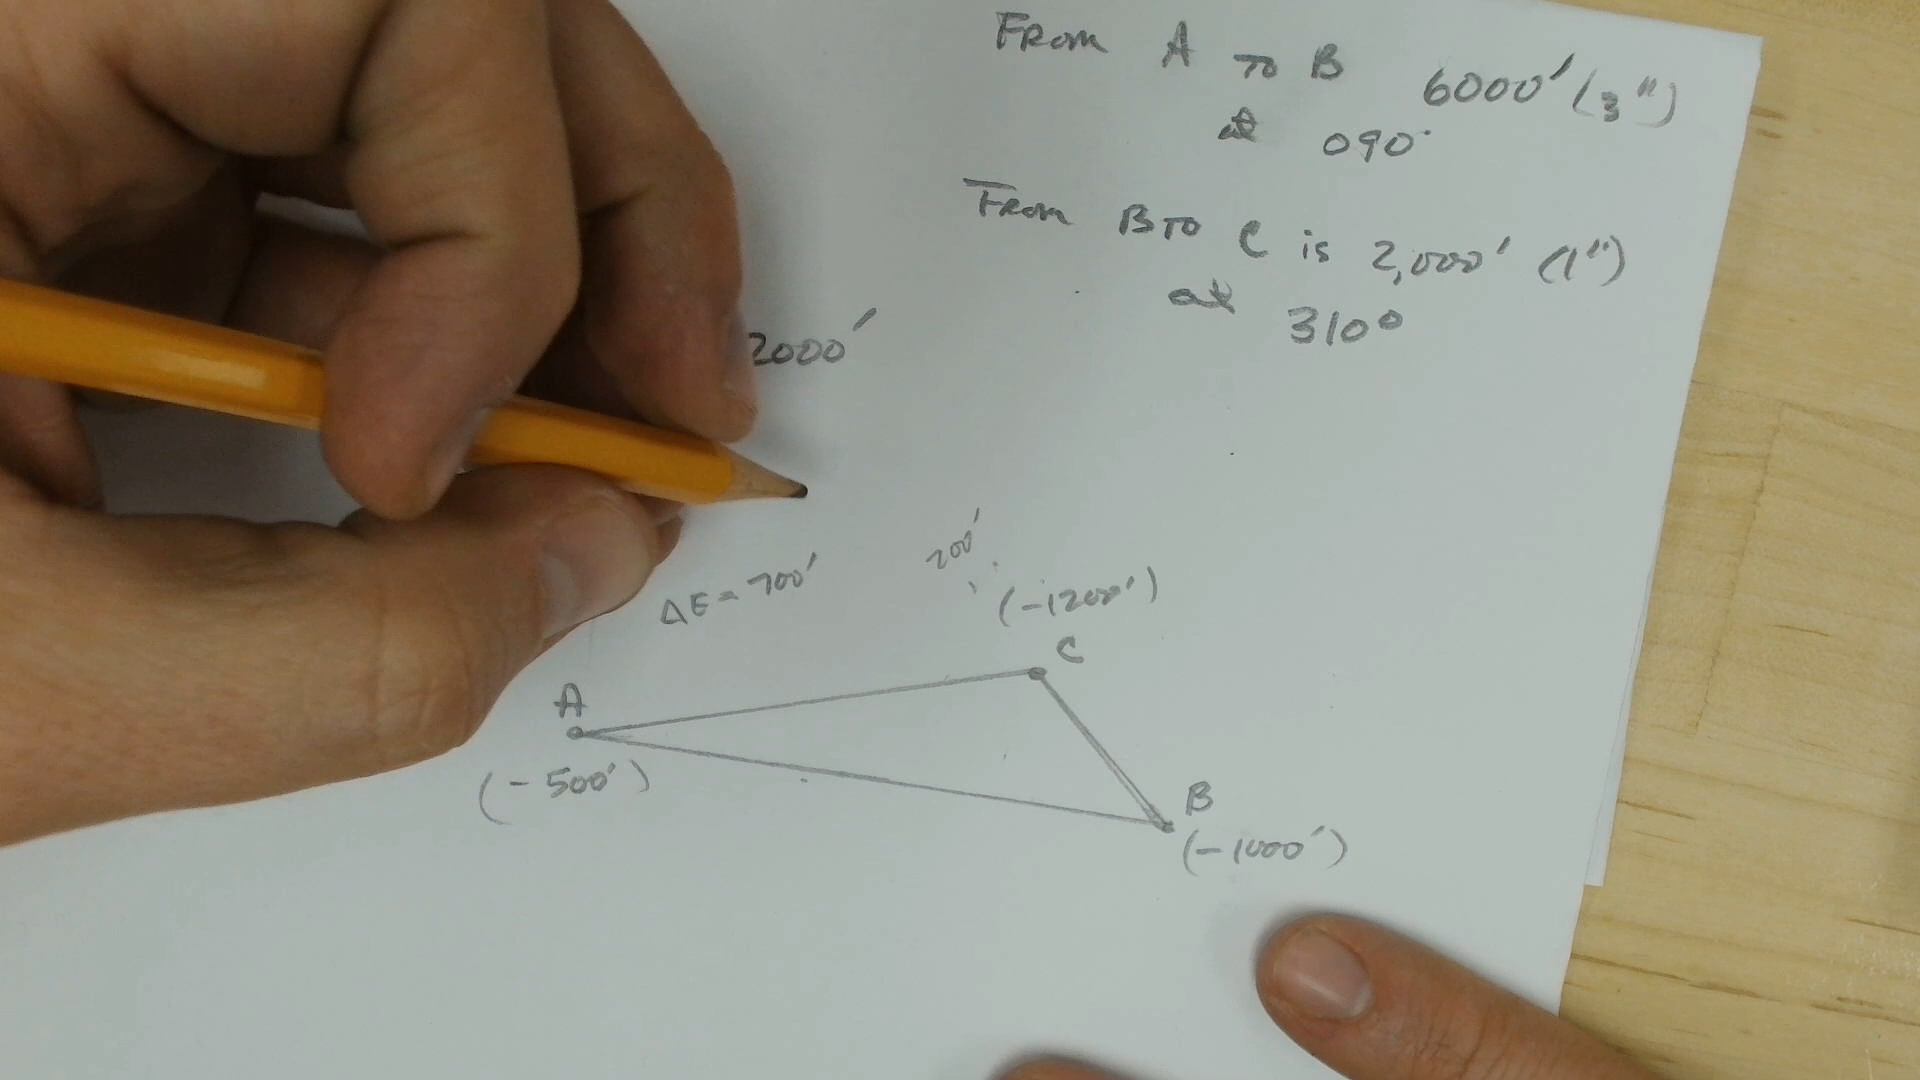 From A to B 6000' (3")
at 090°
From B to C is 2,000' (1")
at 310°
2000'
200'
ΔE = 700'
(-1200')
C
A
(-500')
B
(-1000')